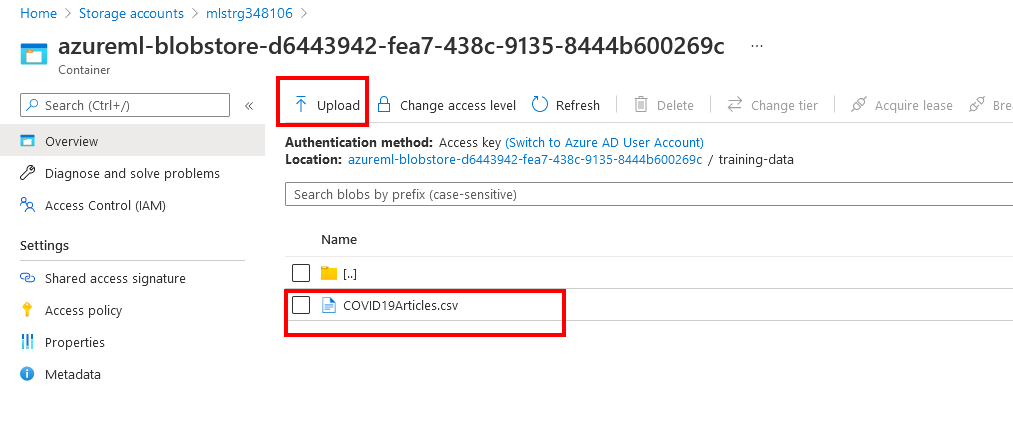 Home > Storage accounts > mlstrg348106 >
azureml-blobstore-d6443942-fea7-438c-9135-8444b600269c ...
Container
Search (Ctrl+/)
«
Upload
Change access level
Refresh
Delete
Change tier
Acquire lease
Brea
Overview
Diagnose and solve problems
Access Control (IAM)
Settings
Shared access signature
Access policy
Properties
Metadata
Authentication method: Access key (Switch to Azure AD User Account)
Location: azureml-blobstore-d6443942-fea7-438c-9135-8444b600269c / training-data
Search blobs by prefix (case-sensitive)
Name
[..]
COVID19Articles.csv